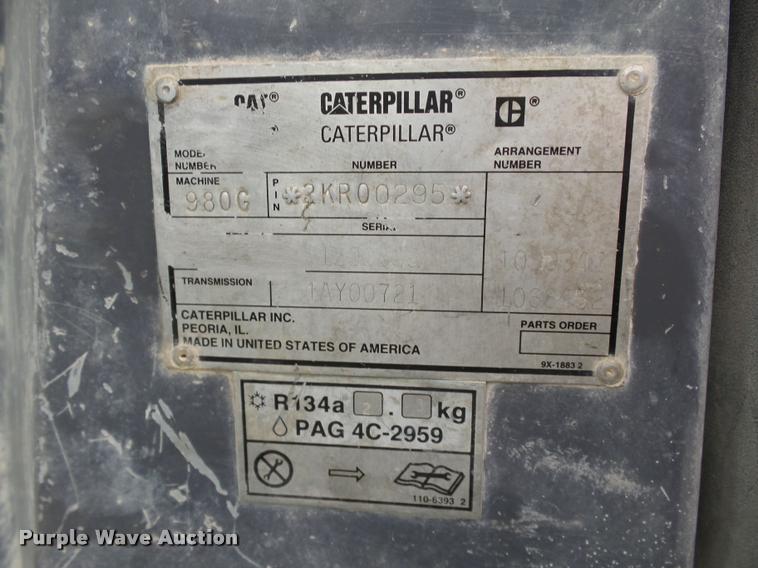 CAT® CATERPILLAR® C®
CATERPILLAR®
MODEL NUMBER NUMBER ARRANGEMENT NUMBER
MACHINE 980G PIN *2KR00295*
SERIAL
TRANSMISSION 1AY00721
CATERPILLAR INC.
PEORIA, IL.
MADE IN UNITED STATES OF AMERICA
PARTS ORDER
9X-1883 2
R134a . kg
PAG 4C-2959
110-6393 2
Purple Wave Auction